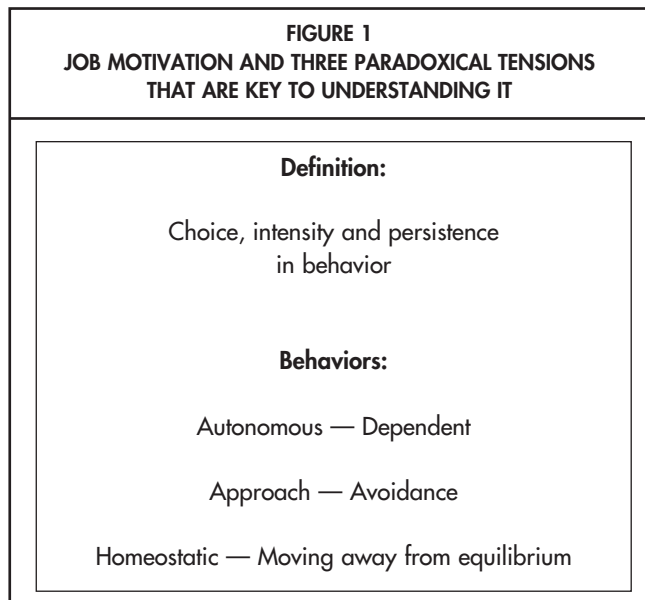 FIGURE 1
JOB MOTIVATION AND THREE PARADOXICAL TENSIONS
THAT ARE KEY TO UNDERSTANDING IT
Definition:
Choice, intensity and persistence
in behavior
Behaviors:
Autonomous — Dependent
Approach — Avoidance
Homeostatic — Moving away from equilibrium